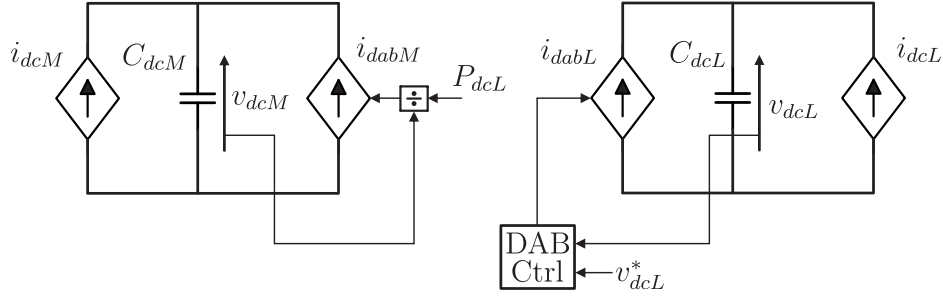 i_{dcM}
C_{dcM}
v_{dcM}
i_{dabM}
÷
P_{dcL}
i_{dabL}
C_{dcL}
v_{dcL}
i_{dcL}
DAB
Ctrl
v^*_{dcL}